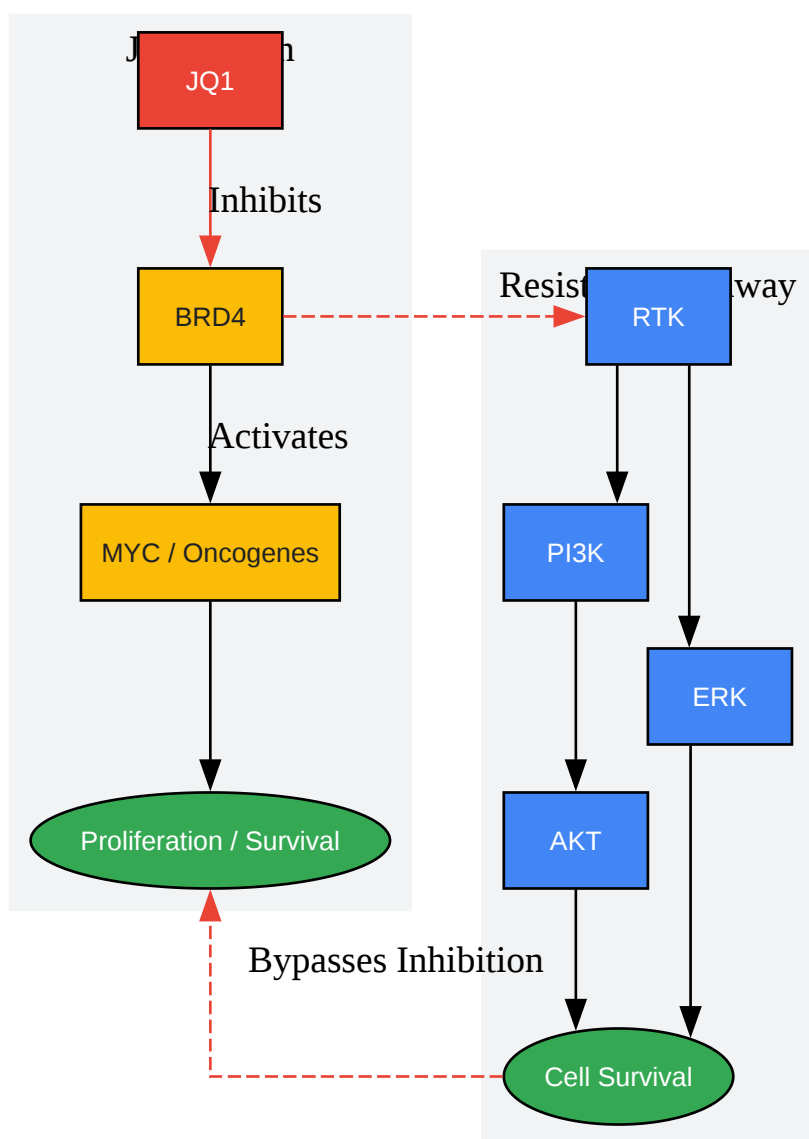 JQ1
Inhibits
BRD4
RTK
Activates
MYC / Oncogenes
PI3K
ERK
Proliferation / Survival
AKT
Bypasses Inhibition
Cell Survival